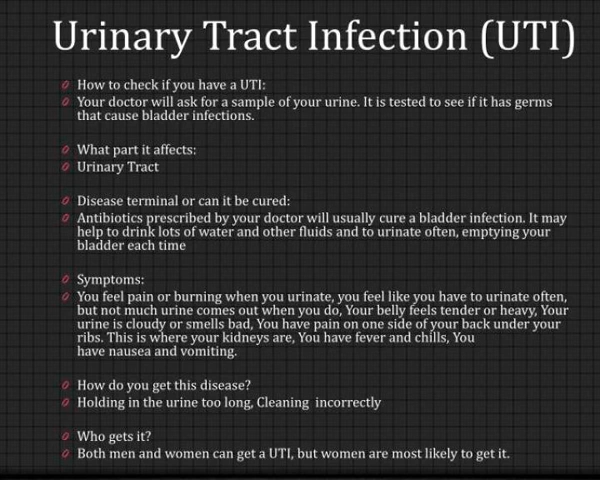 Urinary Tract Infection (UTI)
How to check if you have a UTI:
Your doctor will ask for a sample of your urine. It is tested to see if it has germs
that cause bladder infections.
What part it affects:
Urinary Tract
Disease terminal or can it be cured:
Antibiotics prescribed by your doctor will usually cure a bladder infection. It may
help to drink lots of water and other fluids and to urinate often, emptying your
bladder each time
Symptoms:
You feel pain or burning when you urinate, you feel like you have to urinate often,
but not much urine comes out when you do, Your belly feels tender or heavy, Your
urine is cloudy or smells bad, You have pain on one side of your back under your
ribs. This is where your kidneys are, You have fever and chills, You
have nausea and vomiting.
How do you get this disease?
Holding in the urine too long, Cleaning incorrectly
Who gets it?
Both men and women can get a UTI, but women are most likely to get it.